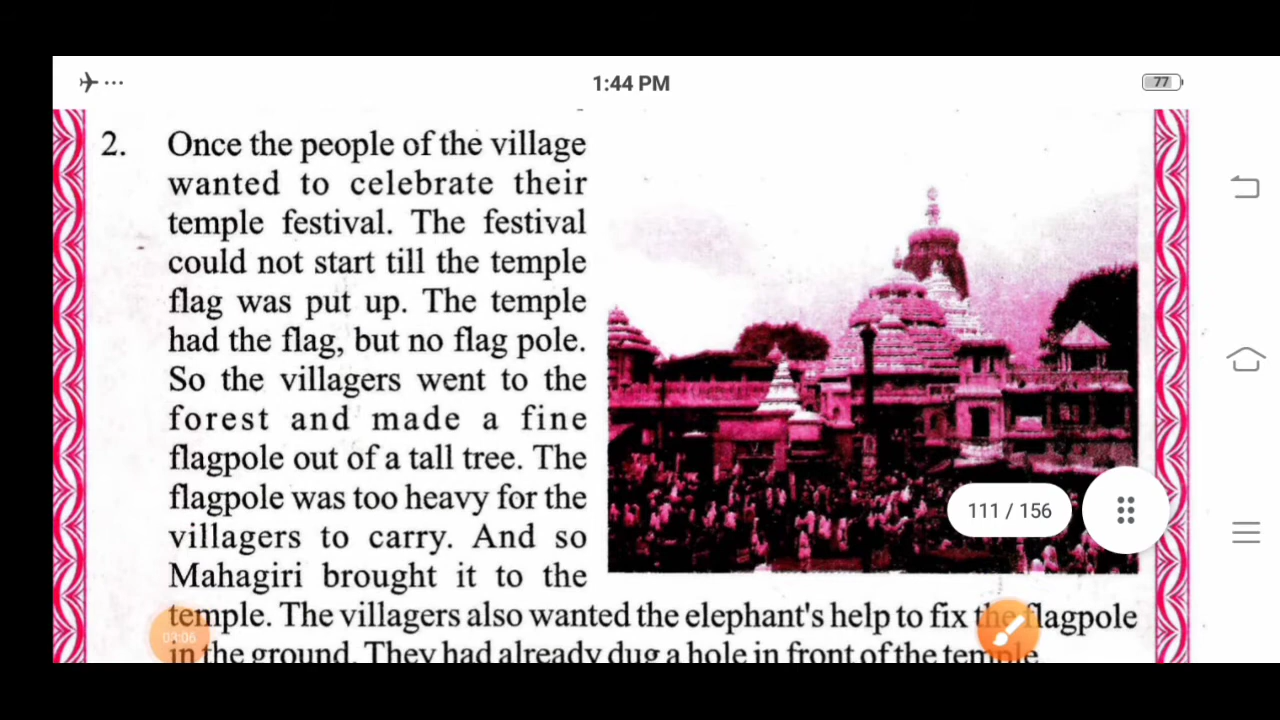 1:44 PM
77
2. Once the people of the village
wanted to celebrate their
temple festival. The festival
could not start till the temple
flag was put up. The temple
had the flag, but no flag pole.
So the villagers went to the
forest and made a fine
flagpole out of a tall tree. The
flagpole was too heavy for the
villagers to carry. And so
Mahagiri brought it to the
temple. The villagers also wanted the elephant's help to fix the flagpole
in the ground. They had already dug a hole in front of the temple
111 / 156
03:06